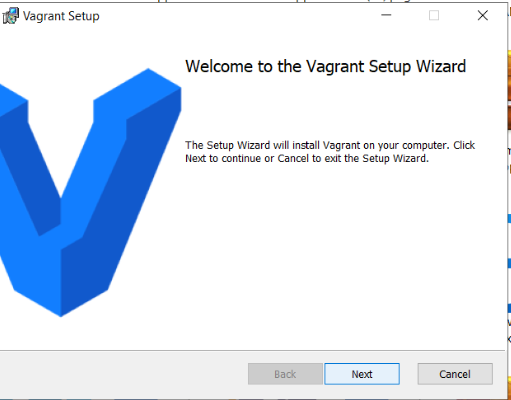 Vagrant Setup
Welcome to the Vagrant Setup Wizard
The Setup Wizard will install Vagrant on your computer. Click
Next to continue or Cancel to exit the Setup Wizard.
Back
Next
Cancel